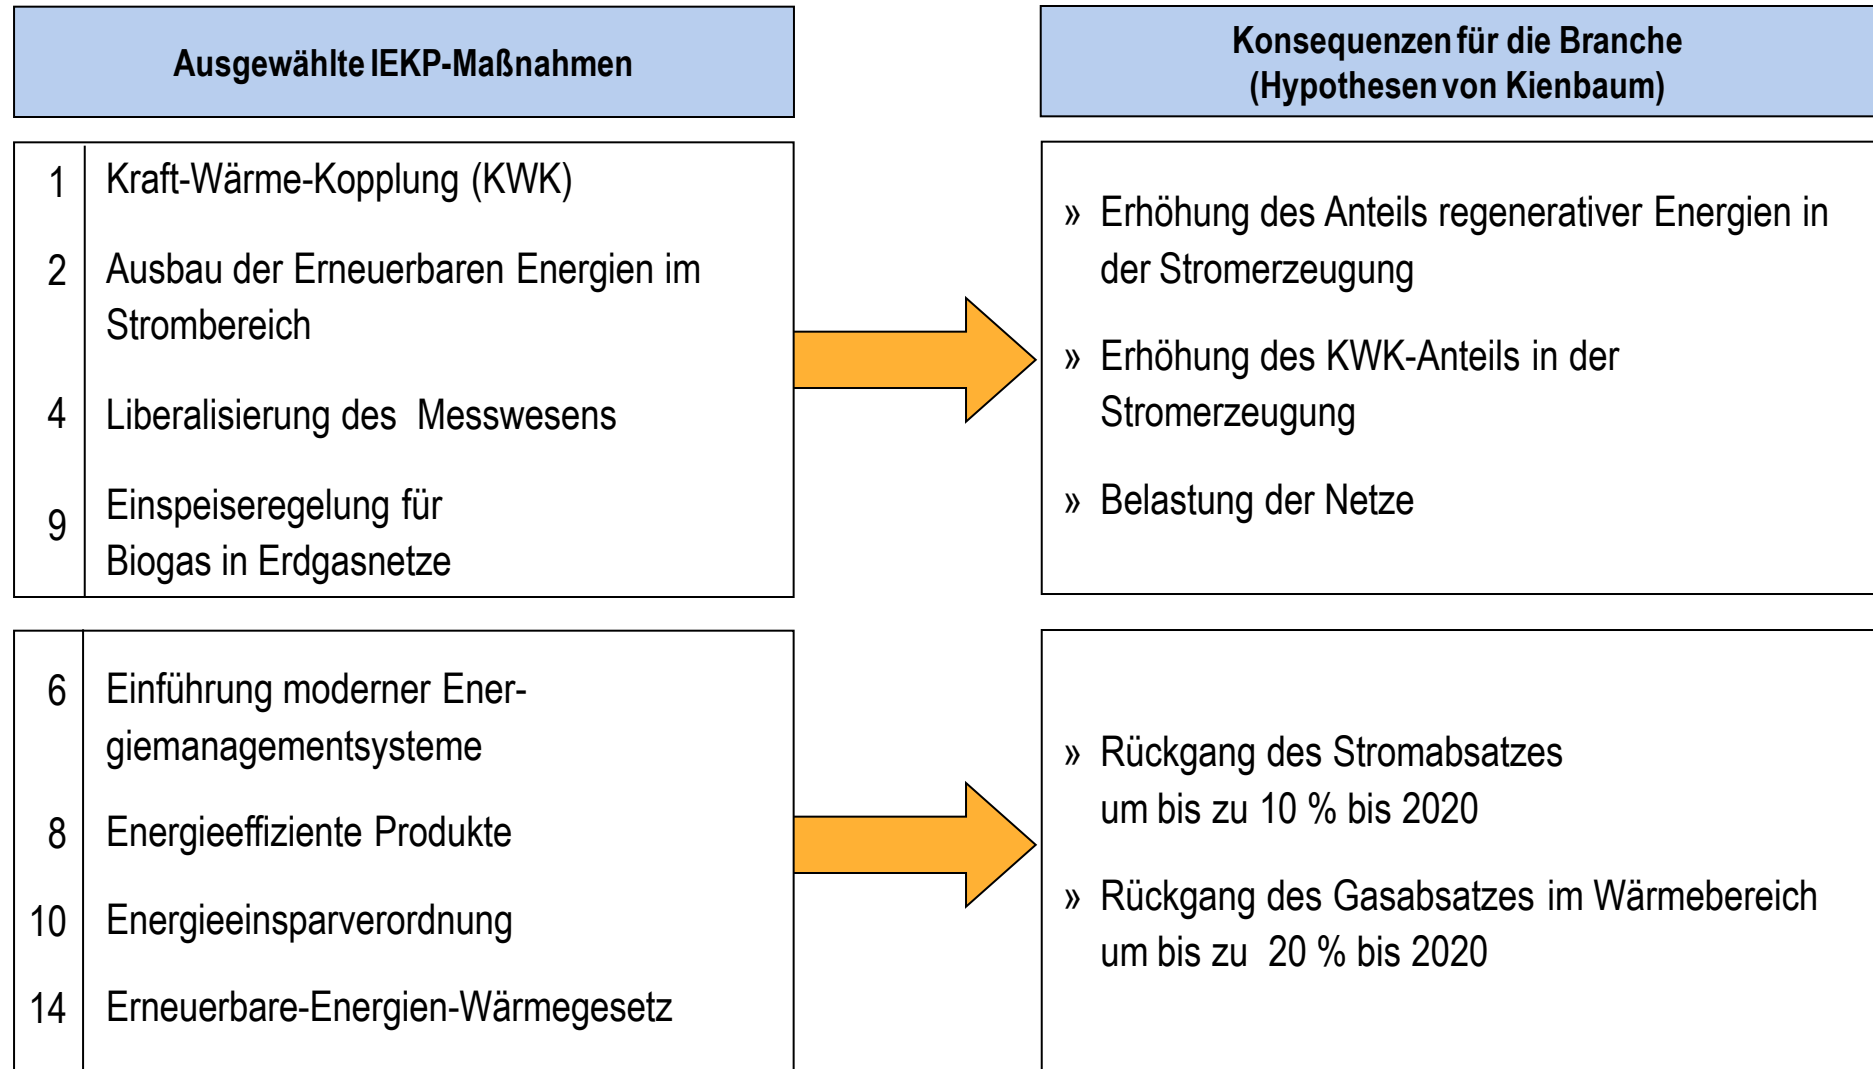 Ausgewählte IEKP-Maßnahmen
Konsequenzen für die Branche
(Hypothesen von Kienbaum)
1 Kraft-Wärme-Kopplung (KWK)
2 Ausbau der Erneuerbaren Energien im
Strombereich
4 Liberalisierung des Messwesens
9 Einspeiseregelung für
Biogas in Erdgasnetze
» Erhöhung des Anteils regenerativer Energien in
der Stromerzeugung
» Erhöhung des KWK-Anteils in der
Stromerzeugung
» Belastung der Netze
6 Einführung moderner Ener-
giemanagementsysteme
8 Energieeffiziente Produkte
10 Energieeinsparverordnung
14 Erneuerbare-Energien-Wärmegesetz
» Rückgang des Stromabsatzes
um bis zu 10 % bis 2020
» Rückgang des Gasabsatzes im Wärmebereich
um bis zu 20 % bis 2020